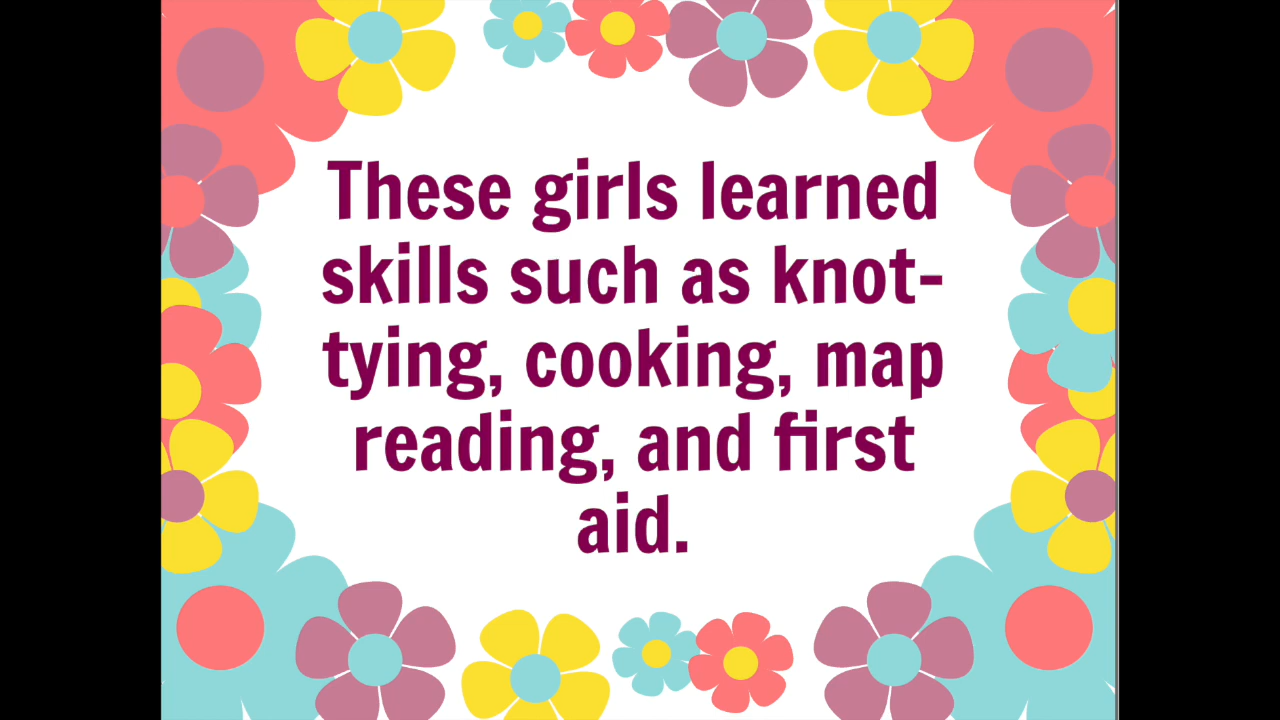 These girls learned
skills such as knot-
tying, cooking, map
reading, and first
aid.